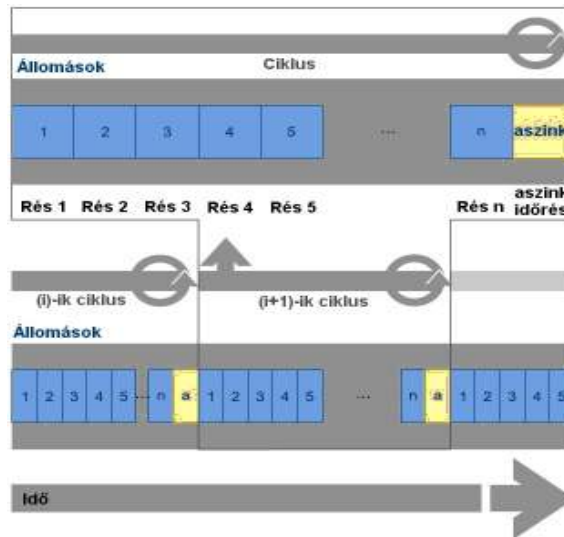 Állomások Ciklus
1 2 3 4 5 ... n aszink
Rés 1 Rés 2 Rés 3 Rés 4 Rés 5 Rés n aszink
időrés
(i)-ik ciklus (i+1)-ik ciklus
Állomások
1 2 3 4 5 ... n a 1 2 3 4 5 ... n a 1 2 3 4 5
Idő